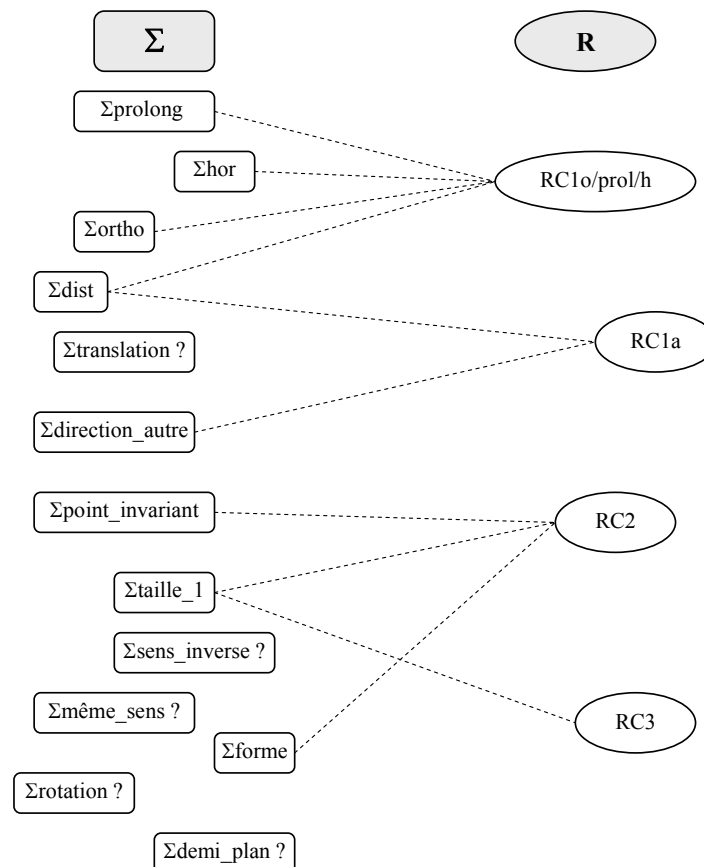 Σ
R
Σprolong
Σhor
RC1o/prol/h
Σortho
Σdist
Σtranslation ?
RC1a
Σdirection_autre
Σpoint_invariant
RC2
Σtaille_1
Σsens_inverse ?
Σmême_sens ?
RC3
Σforme
Σrotation ?
Σdemi_plan ?